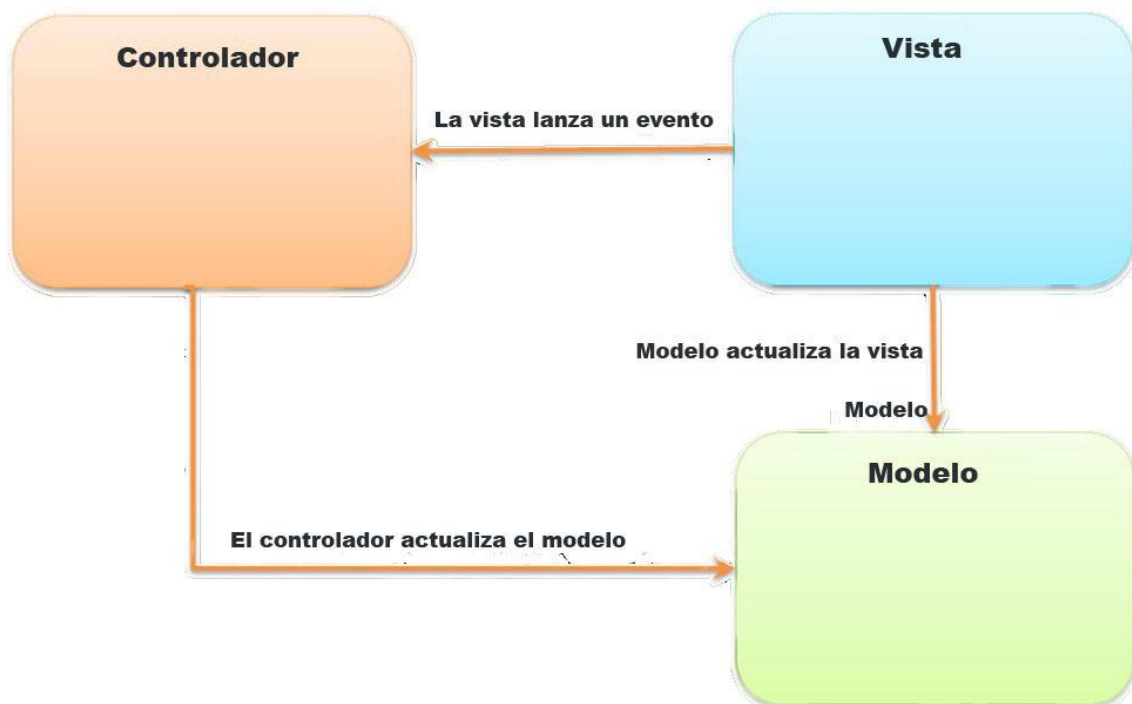 Controlador
Vista
La vista lanza un evento
Modelo actualiza la vista
Modelo
Modelo
El controlador actualiza el modelo